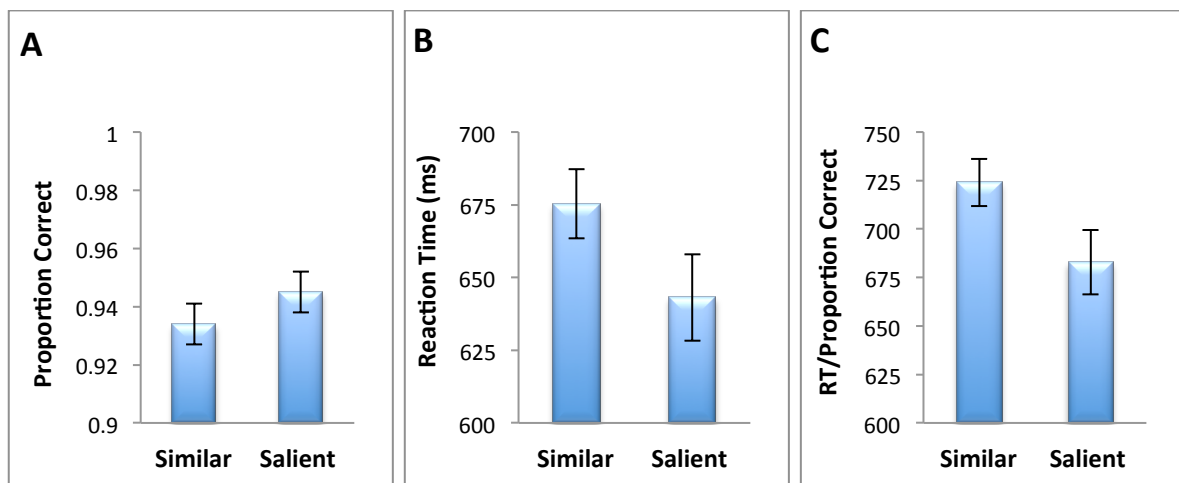 A
Proportion Correct
1
0.98
0.96
0.94
0.92
0.9
Similar Salient
B
Reaction Time (ms)
700
675
650
625
600
Similar Salient
C
RT/Proportion Correct
750
725
700
675
650
625
600
Similar Salient